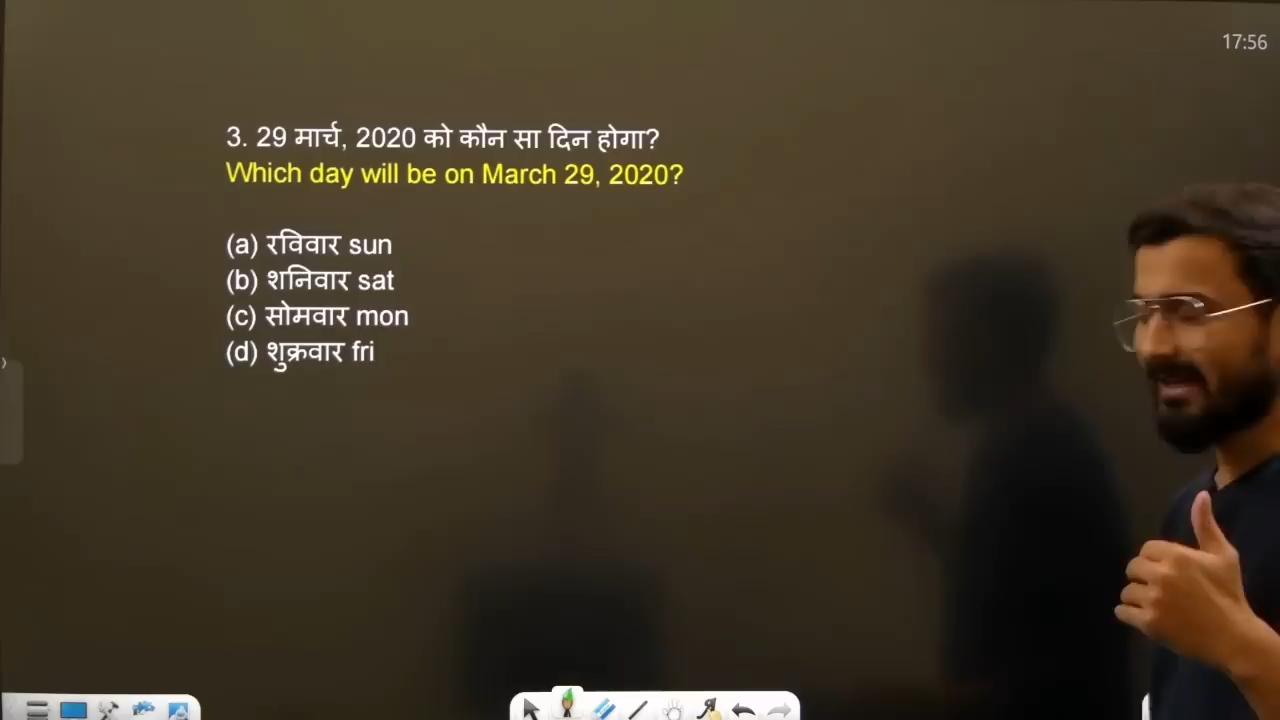 17:56
3. 29 मार्च, 2020 को कौन सा दिन होगा?
Which day will be on March 29, 2020?
(a) रविवार sun
(b) शनिवार sat
(c) सोमवार mon
(d) शुक्रवार fri